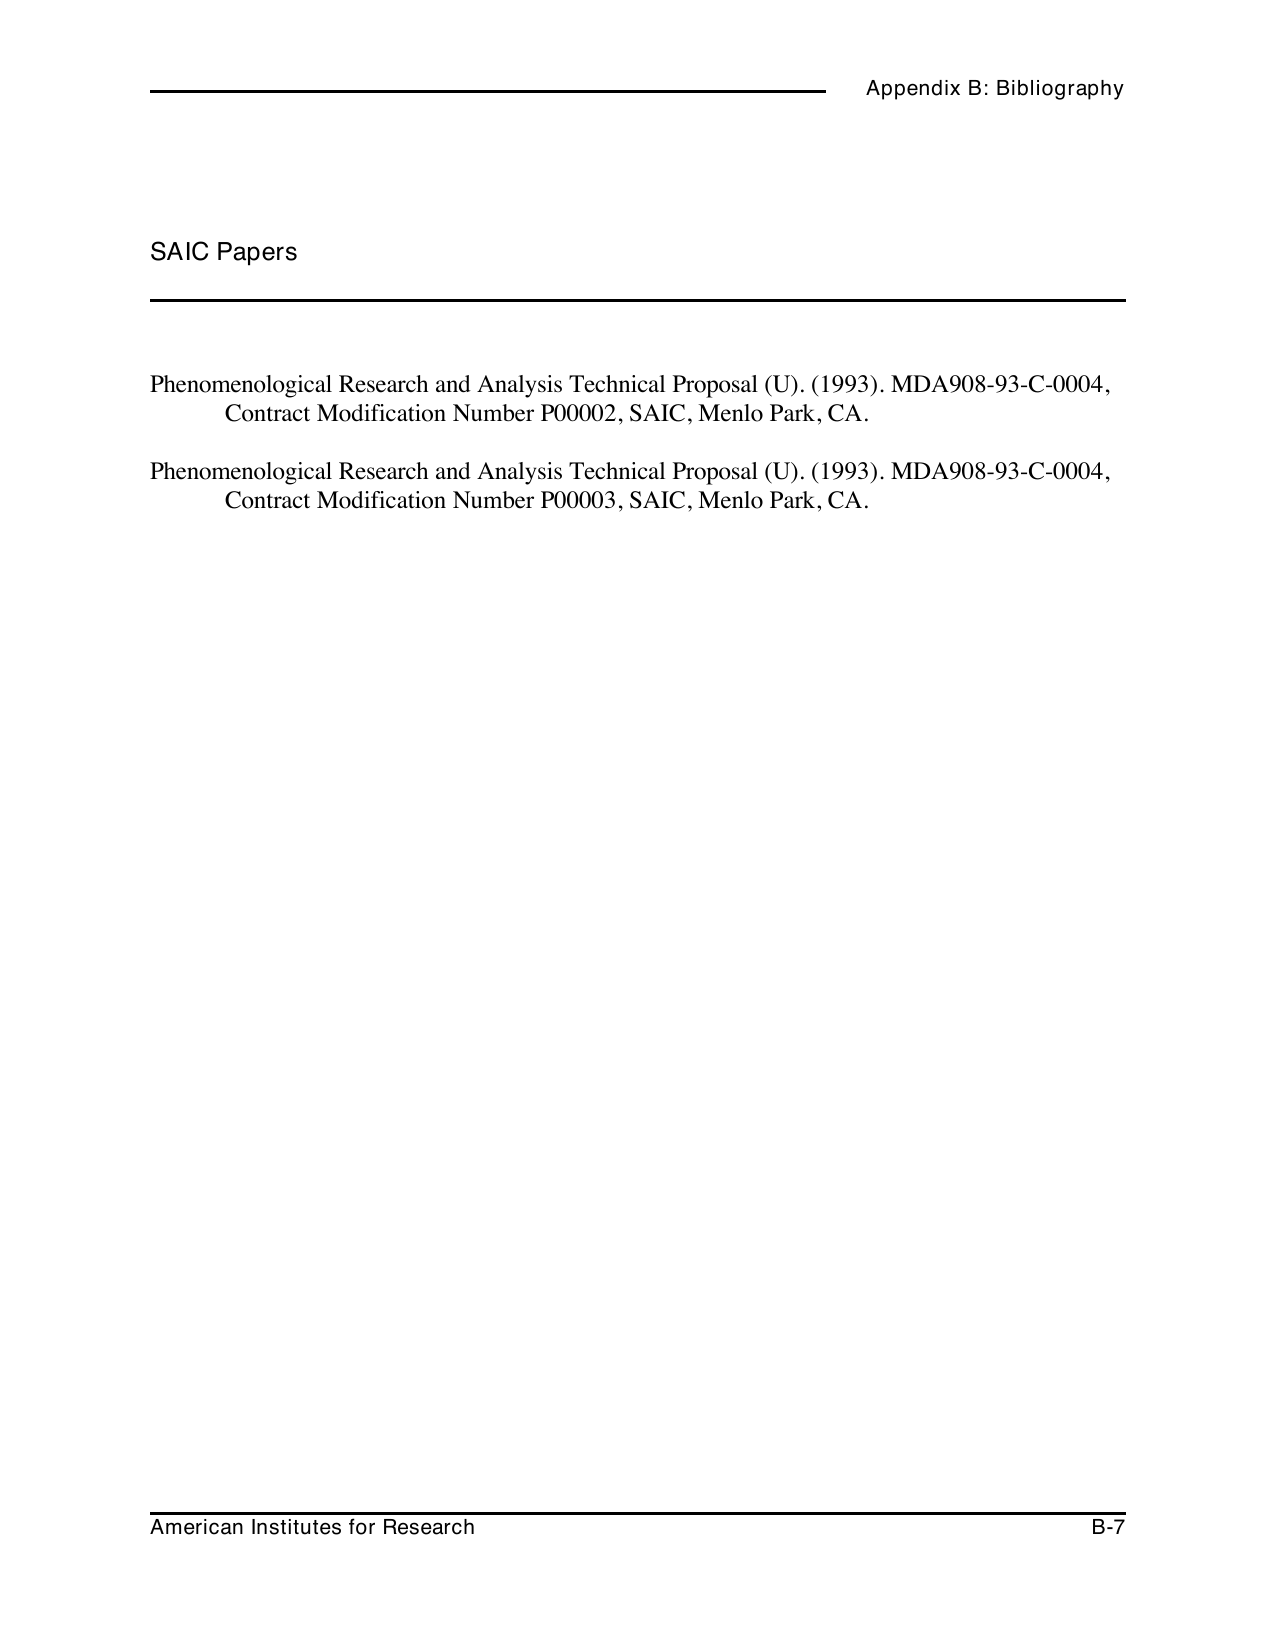 Appendix B: Bibliography
SAIC Papers
Phenomenological Research and Analysis Technical Proposal (U). (1993). MDA908-93-C-0004,
Contract Modification Number P00002, SAIC, Menlo Park, CA.
Phenomenological Research and Analysis Technical Proposal (U). (1993). MDA908-93-C-0004,
Contract Modification Number P00003, SAIC, Menlo Park, CA.
American Institutes for Research B-7